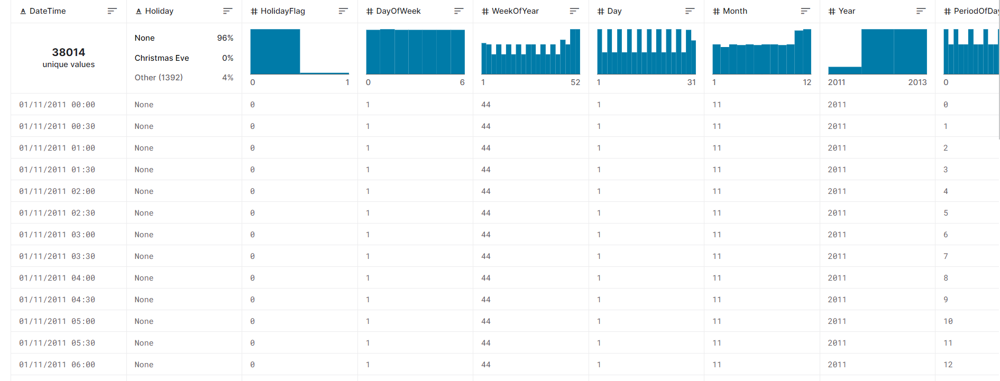 DateTime Holiday HolidayFlag DayOfWeek WeekOfYear Day Month Year PeriodOfDay
38014
unique values
None 96%
Christmas Eve 0%
Other (1392) 4%
0 1 0 6 1 52 1 31 1 12 2011 2013 0
01/11/2011 00:00 None 0 1 44 1 11 2011 0
01/11/2011 00:30 None 0 1 44 1 11 2011 1
01/11/2011 01:00 None 0 1 44 1 11 2011 2
01/11/2011 01:30 None 0 1 44 1 11 2011 3
01/11/2011 02:00 None 0 1 44 1 11 2011 4
01/11/2011 02:30 None 0 1 44 1 11 2011 5
01/11/2011 03:00 None 0 1 44 1 11 2011 6
01/11/2011 03:30 None 0 1 44 1 11 2011 7
01/11/2011 04:00 None 0 1 44 1 11 2011 8
01/11/2011 04:30 None 0 1 44 1 11 2011 9
01/11/2011 05:00 None 0 1 44 1 11 2011 10
01/11/2011 05:30 None 0 1 44 1 11 2011 11
01/11/2011 06:00 None 0 1 44 1 11 2011 12